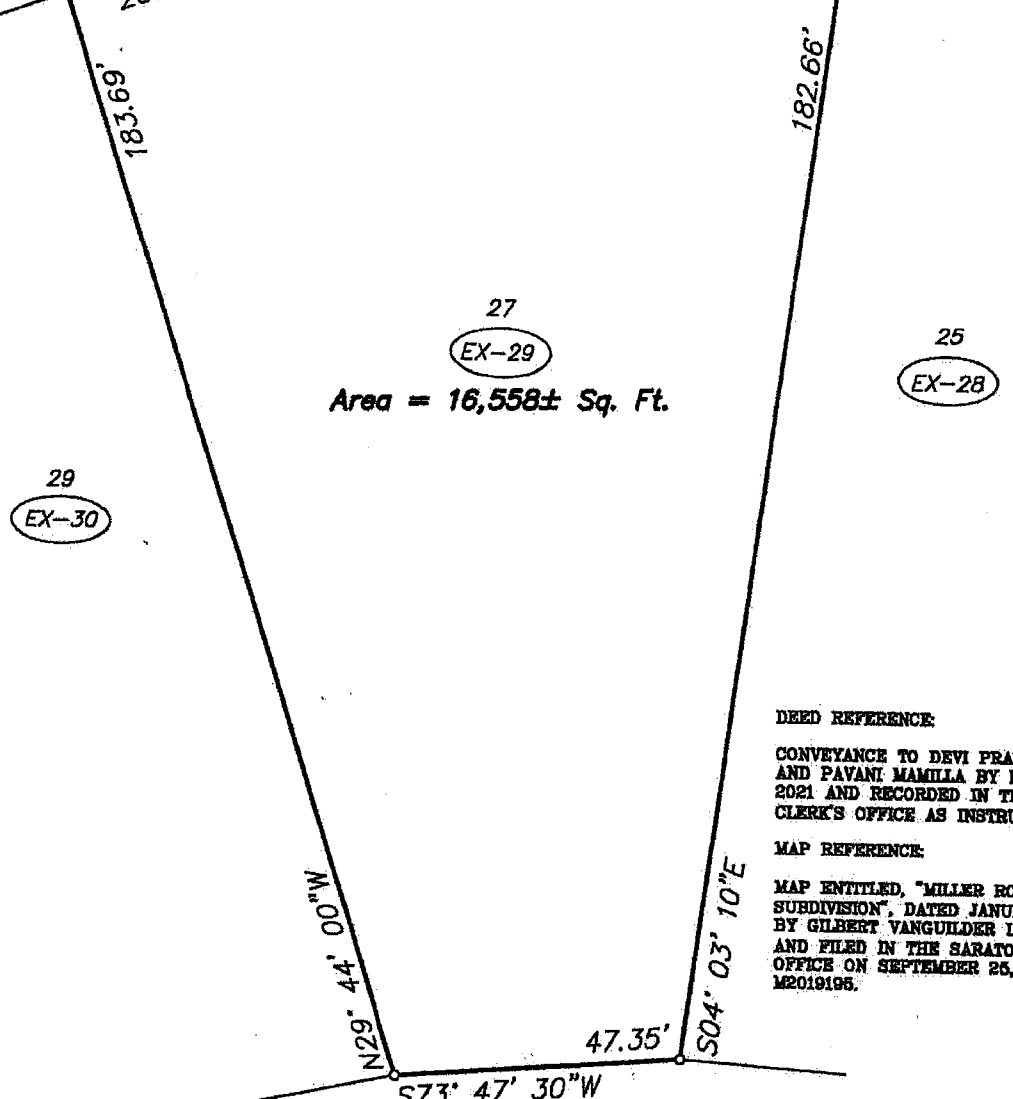 183.69'
182.66'
27
EX-29
Area = 16,558± Sq. Ft.
25
EX-28
29
EX-30
DEED REFERENCE:
CONVEYANCE TO DEVI PRA
AND PAVANI MAMILLA BY
2021 AND RECORDED IN
CLERK'S OFFICE AS INSTRU
MAP REFERENCE:
MAP ENTITLED, "MILLER RO
SUBDIVISION", DATED JANU
BY GILBERT VANGUILDER
AND FILED IN THE SARATO
OFFICE ON SEPTEMBER 25,
M2019195.
N29° 44' 00"W
S04° 03' 10"E
47.35'
S73° 47' 30"W